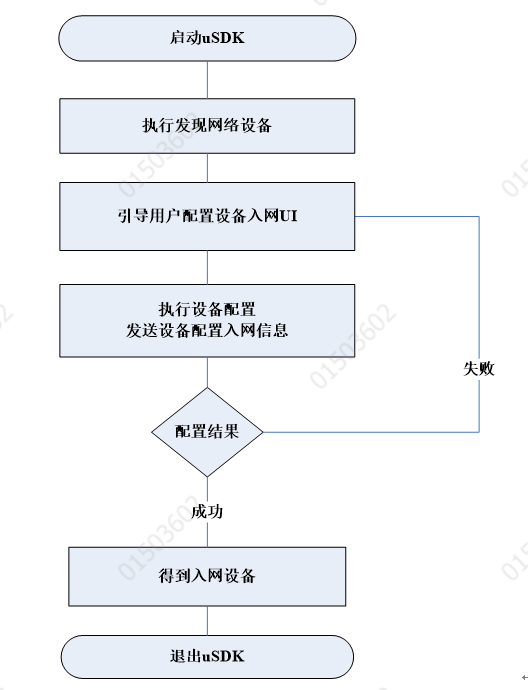 启动uSDK
执行发现网络设备
01503602
引导用户配置设备入网UI
执行设备配置
发送设备配置入网信息
01503602
失败
配置结果
成功
01503602
得到入网设备
退出uSDK